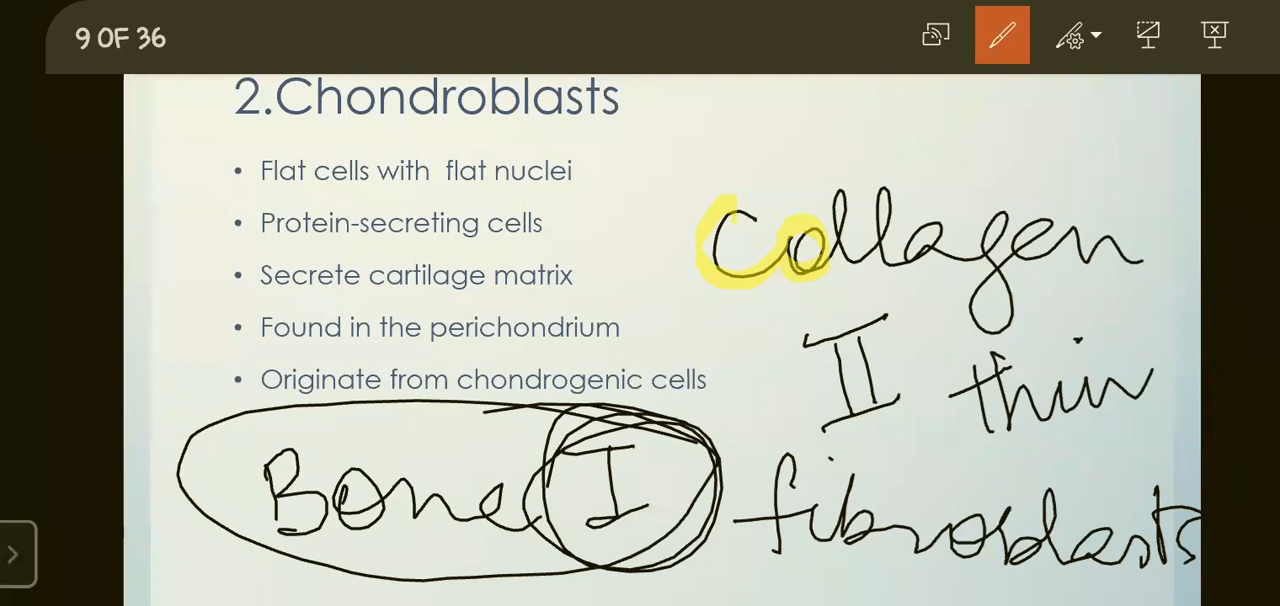 9 OF 36
2.Chondroblasts
• Flat cells with flat nuclei
• Protein-secreting cells
• Secrete cartilage matrix
• Found in the perichondrium
• Originate from chondrogenic cells
Collagen
II thin
Bone I fibroblasts